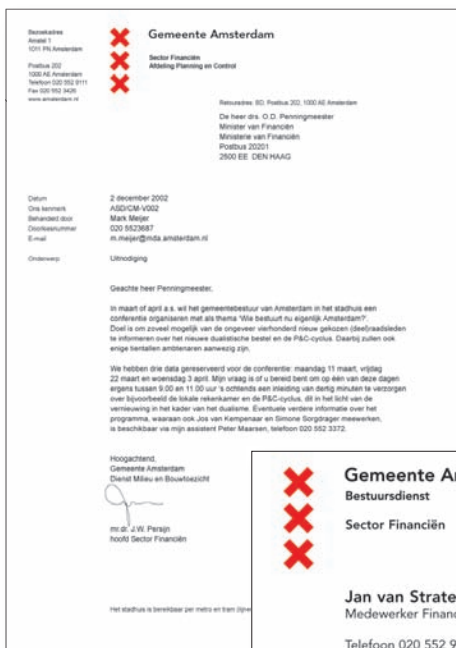 Bezoekadres
Amstel 1
1011 PN Amsterdam
Postbus 202
1000 AE Amsterdam
Telefoon 020 552 9111
Fax 020 552 3426
www.amsterdam.nl
Gemeente Amsterdam
Sector Financiën
Afdeling Planning en Control
Retouradres: BD, Postbus 202, 1000 AE Amsterdam
De heer drs. O.D. Penningmeester
Minister van Financiën
Ministerie van Financiën
Postbus 20201
2500 EE DEN HAAG
Datum 2 december 2002
Ons kenmerk ASD/CM-V002
Behandeld door Mark Meijer
Doorkiesnummer 020 5523687
E-mail m.meijer@mda.amsterdam.nl
Onderwerp Uitnodiging
Geachte heer Penningmeester,
In maart of april a.s. wil het gemeentebestuur van Amsterdam in het stadhuis een
conferentie organiseren met als thema 'Wie bestuurt nu eigenlijk Amsterdam?'.
Doel is om zoveel mogelijk van de ongeveer vierhonderd nieuw gekozen (deel)raadsleden
te informeren over het nieuwe dualistische bestel en de P&C-cyclus. Daarbij zullen ook
enige tientallen ambtenaren aanwezig zijn.
We hebben drie data gereserveerd voor de conferentie: maandag 11 maart, vrijdag
22 maart en woensdag 3 april. Mijn vraag is of u bereid bent om op één van deze dagen
ergens tussen 9.00 en 11.00 uur 's ochtends een inleiding van dertig minuten te verzorgen
over bijvoorbeeld de lokale rekenkamer en de P&C-cyclus, dit in het licht van de
vernieuwing in het kader van het dualisme. Eventuele verdere informatie over het
programma, waaraan ook Jos van Kempenaar en Simone Sorgdrager meewerken,
is beschikbaar via mijn assistent Peter Maarsen, telefoon 020 552 3372.
Hoogachtend,
Gemeente Amsterdam
Dienst Milieu en Bouwtoezicht
mr.dr. J.W. Persijn
hoofd Sector Financiën
Het stadhuis is bereikbaar per metro en tram
Gemeente A
Bestuursdienst
Sector Financiën
Jan van Strate
Medewerker Financ
Telefoon 020 552 9